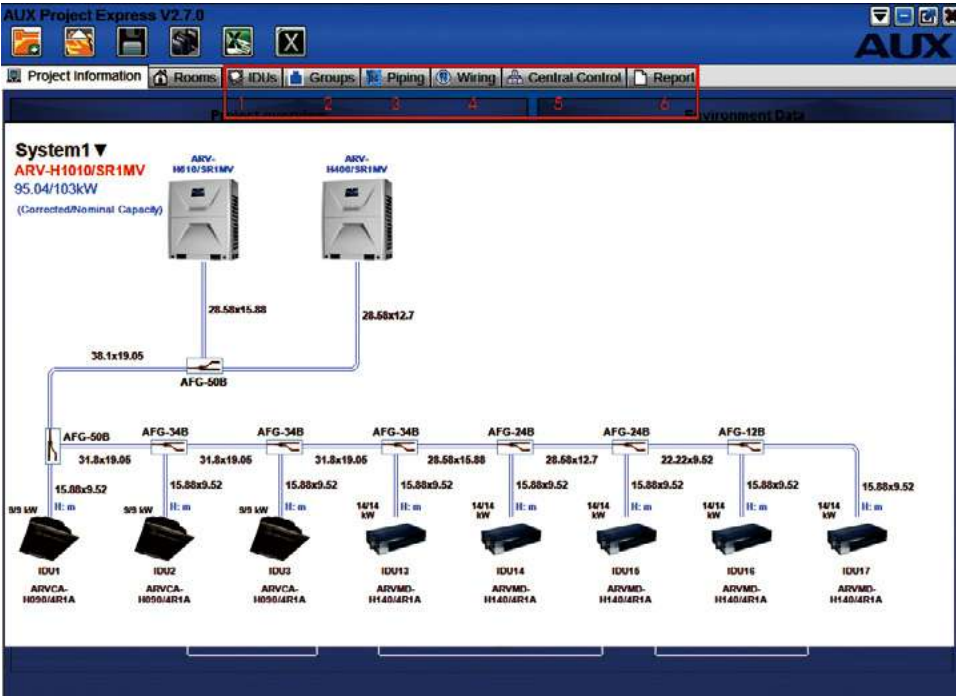 AUX Project Express V2.7.0
AUX
Project Information Rooms IDUs Groups Piping Wiring Central Control Report
1 2 3 4 5 6
Environment Data
System1▼
ARV-H1010/SR1MV
95.04/103kW
(Corrected/Nominal Capacity)
ARV-
H610/SR1MV
ARV-
H400/SR1MV
28.58x15.88
28.58x12.7
38.1x19.05
AFG-50B
AFG-50B AFG-34B AFG-34B AFG-34B AFG-24B AFG-24B AFG-12B
31.8x19.05 31.8x19.05 31.8x19.05 28.58x15.88 28.58x12.7 22.22x9.52
15.88x9.52 15.88x9.52 15.88x9.52 15.88x9.52 15.88x9.52 15.88x9.52 15.88x9.52 15.88x9.52
9/9 kW H: m 9/9 kW H: m 9/9 kW H: m 14/14 kW H: m 14/14 kW H: m 14/14 kW H: m 14/14 kW H: m 14/14 kW H: m
IDU1 IDU2 IDU3 IDU13 IDU14 IDU15 IDU16 IDU17
ARVCA- ARVCA- ARVCA- ARVMD- ARVMD- ARVMD- ARVMD- ARVMD-
H090/4R1A H090/4R1A H090/4R1A H140/4R1A H140/4R1A H140/4R1A H140/4R1A H140/4R1A